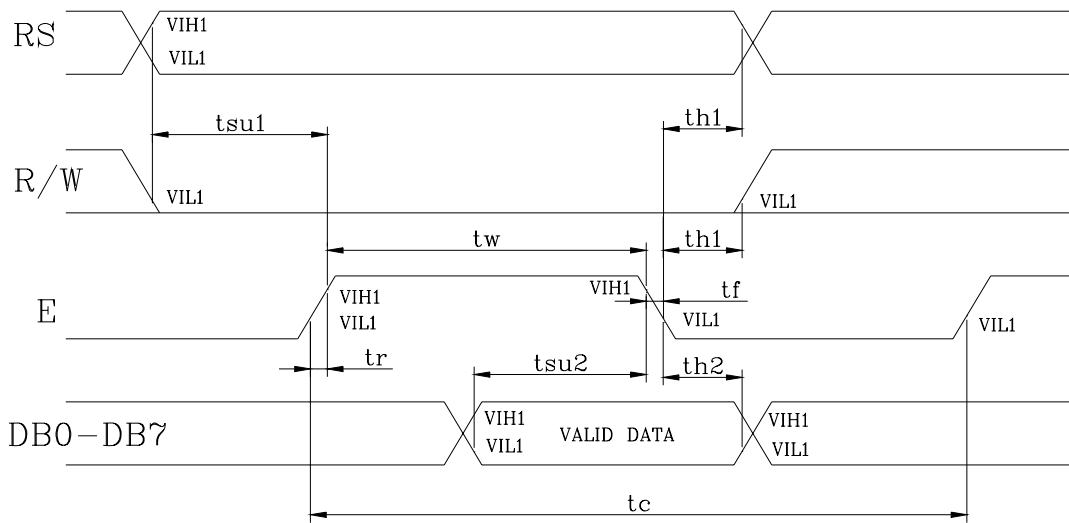 RS
VIH1
VIL1
tsu1
th1
R/W
VIL1
VIL1
tw
th1
E
VIH1
VIL1
VIH1
tf
VIL1
VIL1
tr
tsu2
th2
DB0-DB7
VIH1
VIL1
VALID DATA
VIH1
VIL1
tc